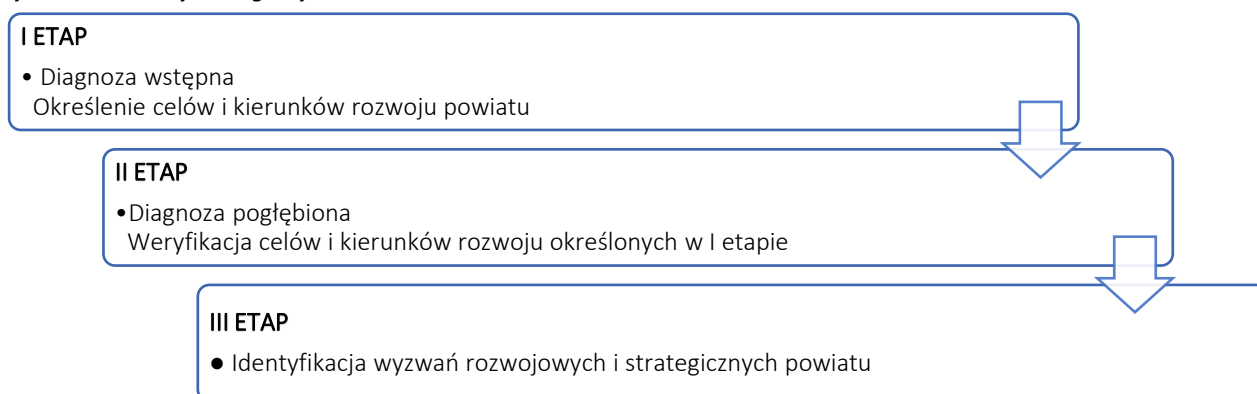 I ETAP
• Diagnoza wstępna
Określenie celów i kierunków rozwoju powiatu
II ETAP
•Diagnoza pogłębiona
Weryfikacja celów i kierunków rozwoju określonych w I etapie
III ETAP
● Identyfikacja wyzwań rozwojowych i strategicznych powiatu